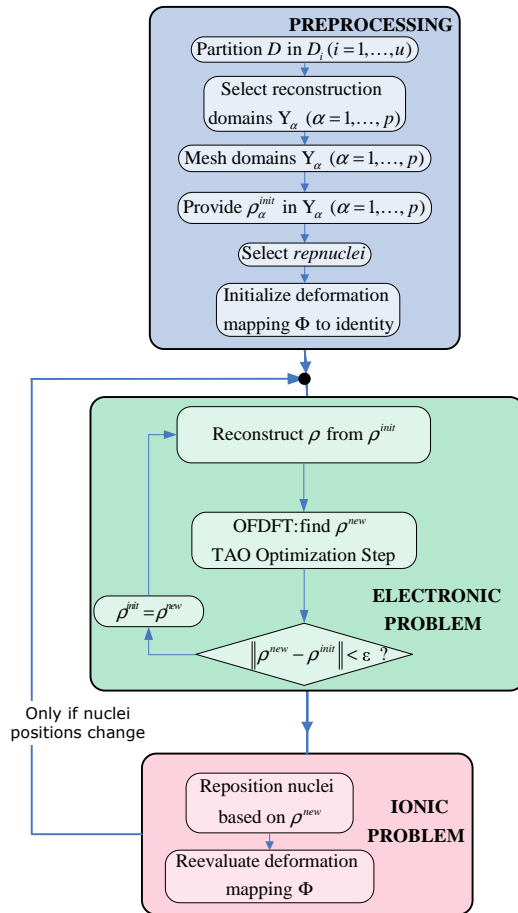 PREPROCESSING
Partition D in D_i (i = 1,…,u)
Select reconstruction
domains Υ_α (α = 1,…, p)
Mesh domains Υ_α (α = 1,…, p)
Provide ρ_α^init in Υ_α (α = 1,…, p)
Select repnuclei
Initialize deformation
mapping Φ to identity
Reconstruct ρ from ρ^init
OFDFT:find ρ^new
TAO Optimization Step
ρ^init = ρ^new
ELECTRONIC
PROBLEM
‖ρ^new − ρ^init‖ < ε ?
Only if nuclei
positions change
Reposition nuclei
based on ρ^new
IONIC
PROBLEM
Reevaluate deformation
mapping Φ